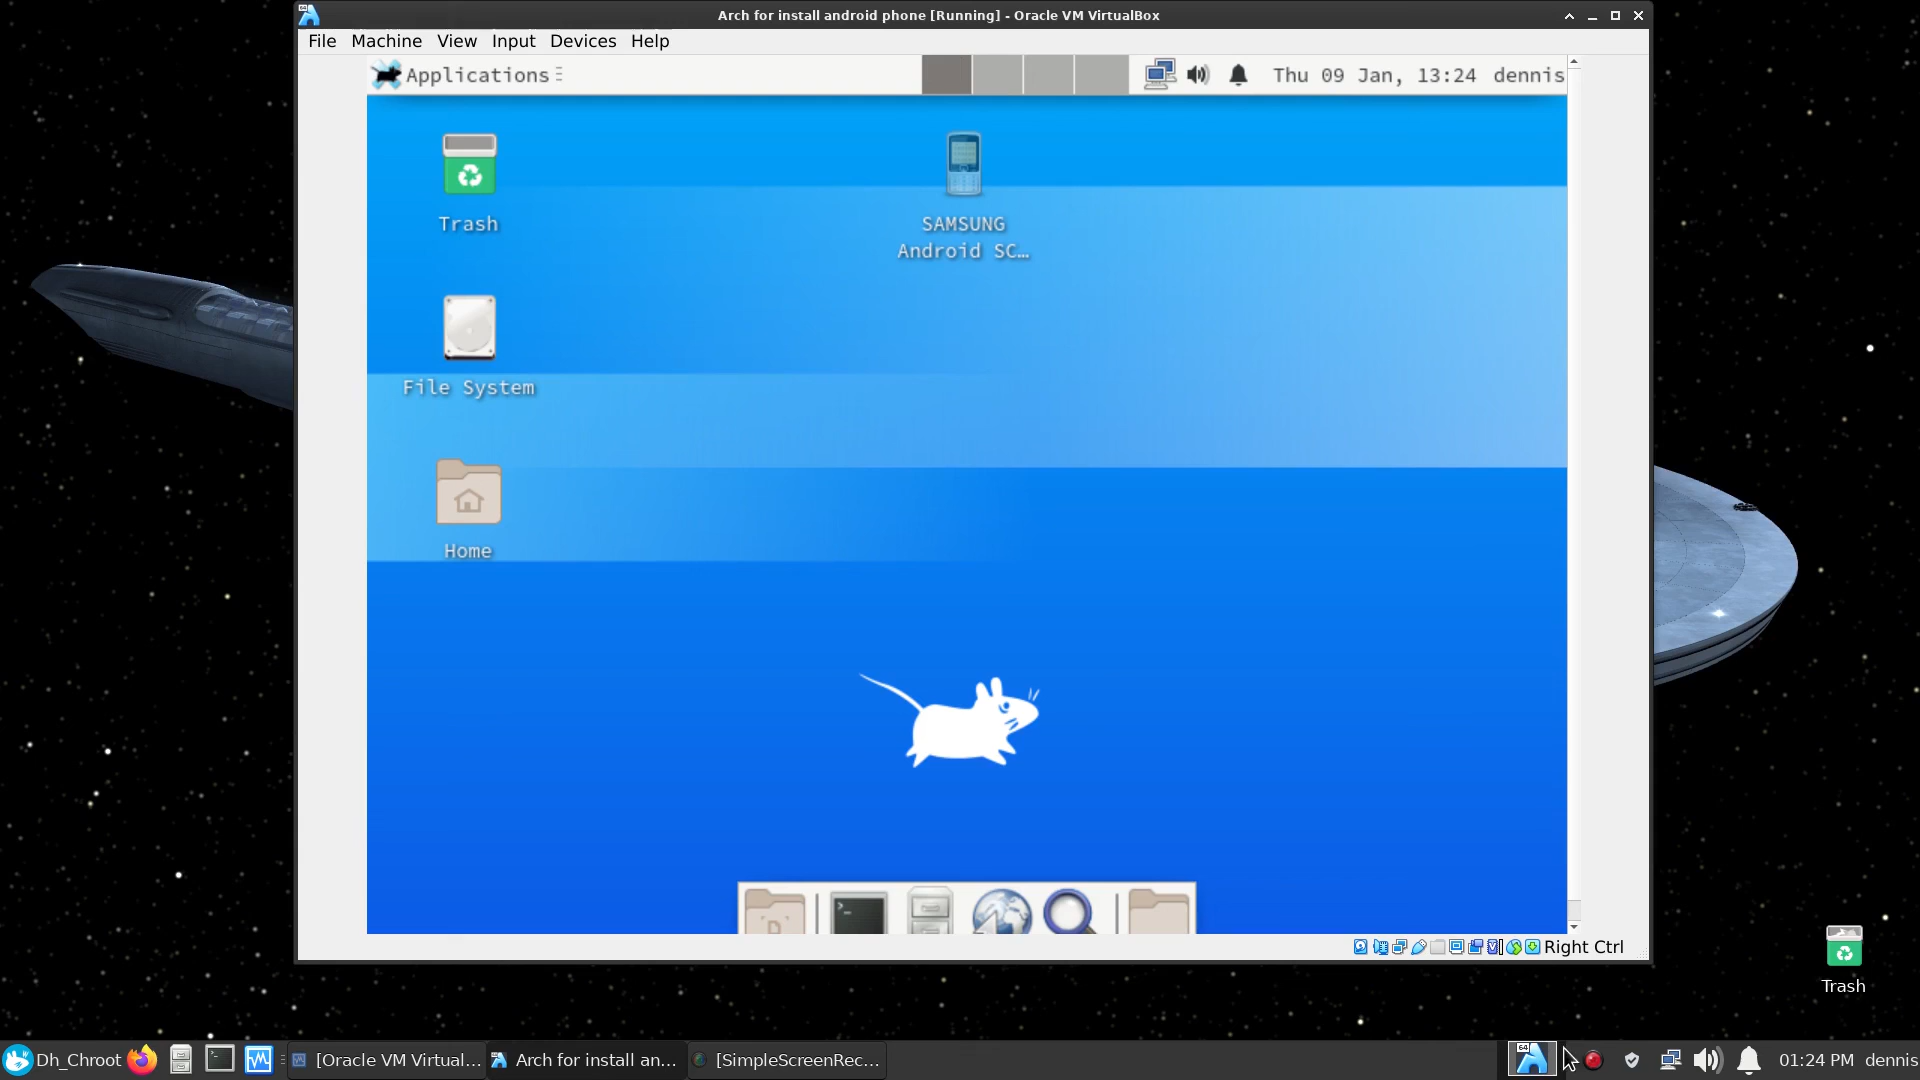 Arch for install android phone [Running] - Oracle VM VirtualBox
File Machine View Input Devices Help
Applications
Thu 09 Jan, 13:24 dennis
Trash
SAMSUNG
Android SC…
File System
Home
Right Ctrl
Trash
Dh_Chroot
[Oracle VM Virtual...
Arch for install an...
[SimpleScreenRec...
64
01:24 PM dennis